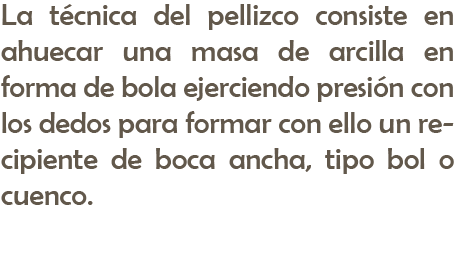 La técnica del pellizco consiste en
ahuecar una masa de arcilla en
forma de bola ejerciendo presión con
los dedos para formar con ello un re-
cipiente de boca ancha, tipo bol o
cuenco.